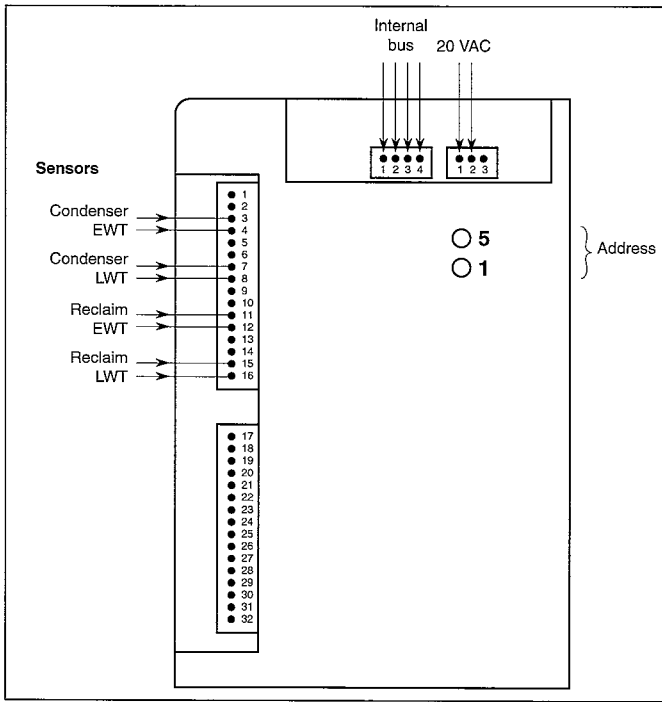 Internal
bus
20 VAC
1 2 3 4
1 2 3
Sensors
Condenser
EWT
Condenser
LWT
Reclaim
EWT
Reclaim
LWT
1
2
3
4
5
6
7
8
9
10
11
12
13
14
15
16
5
1
Address
17
18
19
20
21
22
23
24
25
26
27
28
29
30
31
32